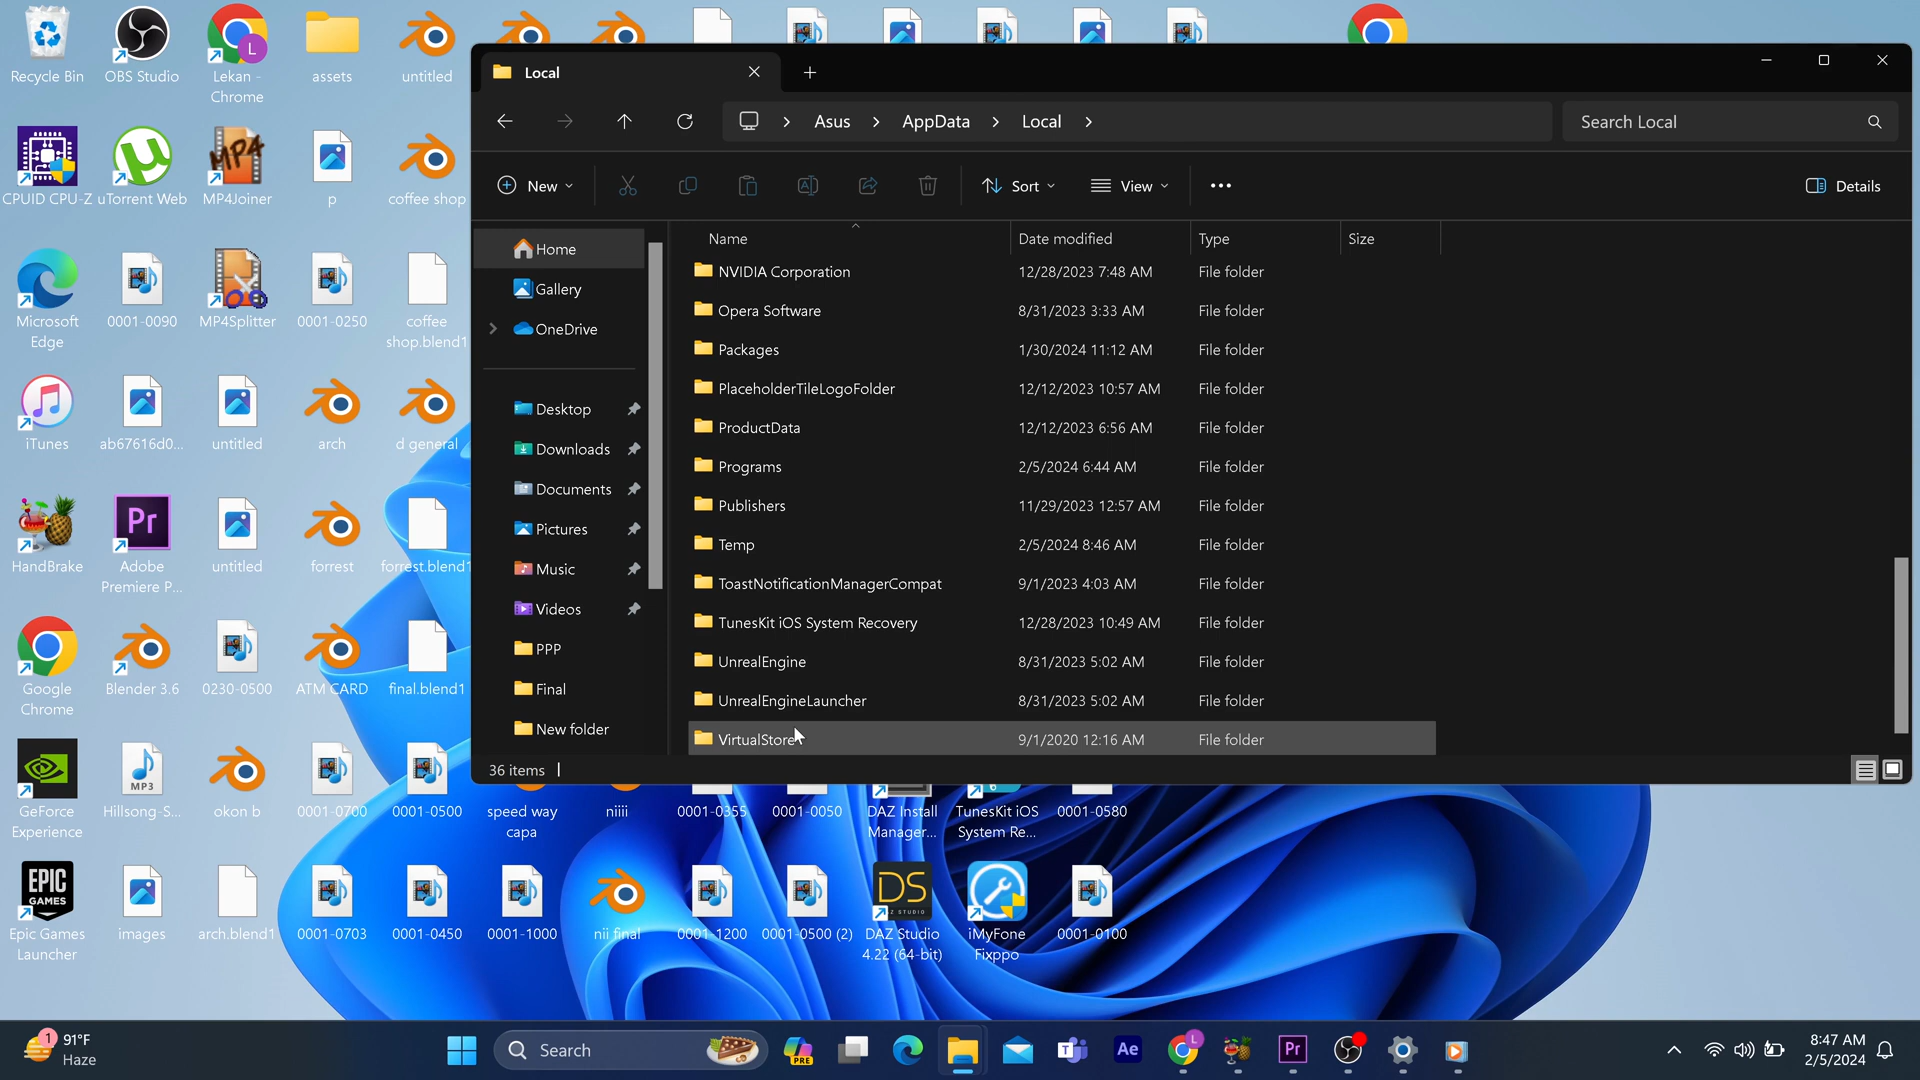 Recycle Bin
OBS Studio
Lekan -
Chrome
assets
untitled
CPUID CPU-Z
uTorrent Web
MP4
MP4Joiner
p
coffee shop
Microsoft
Edge
0001-0090
MP4Splitter
0001-0250
coffee
shop.blend1
iTunes
ab67616d0...
untitled
arch
d general
HandBrake
Pr
Adobe
Premiere P...
untitled
forrest
forrest.blend1
Google
Chrome
Blender 3.6
0230-0500
ATM CARD
final.blend1
GeForce
Experience
MP3
Hillsong-S...
okon b
0001-0700
0001-0500
speed way
capa
niiii
0001-0355
0001-0050
DAZ Install
Manager...
TunesKit iOS
System Re...
0001-0580
EPIC
GAMES
Epic Games
Launcher
images
arch.blend1
0001-0703
0001-0450
0001-1000
nii final
0001-1200
0001-0500 (2)
DS
DAZ Studio
4.22 (64-bit)
iMyFone
Fixppo
0001-0100
Local
Asus
AppData
Local
Search Local
New
Sort
View
Details
Home
Gallery
OneDrive
Desktop
Downloads
Documents
Pictures
Music
Videos
PPP
Final
New folder
Name Date modified Type Size
NVIDIA Corporation 12/28/2023 7:48 AM File folder
Opera Software 8/31/2023 3:33 AM File folder
Packages 1/30/2024 11:12 AM File folder
PlaceholderTileLogoFolder 12/12/2023 10:57 AM File folder
ProductData 12/12/2023 6:56 AM File folder
Programs 2/5/2024 6:44 AM File folder
Publishers 11/29/2023 12:57 AM File folder
Temp 2/5/2024 8:46 AM File folder
ToastNotificationManagerCompat 9/1/2023 4:03 AM File folder
TunesKit iOS System Recovery 12/28/2023 10:49 AM File folder
UnrealEngine 8/31/2023 5:02 AM File folder
UnrealEngineLauncher 8/31/2023 5:02 AM File folder
VirtualStore 9/1/2020 12:16 AM File folder
36 items
1
91°F
Haze
Search
PRE
Ae
L
Pr
8:47 AM
2/5/2024